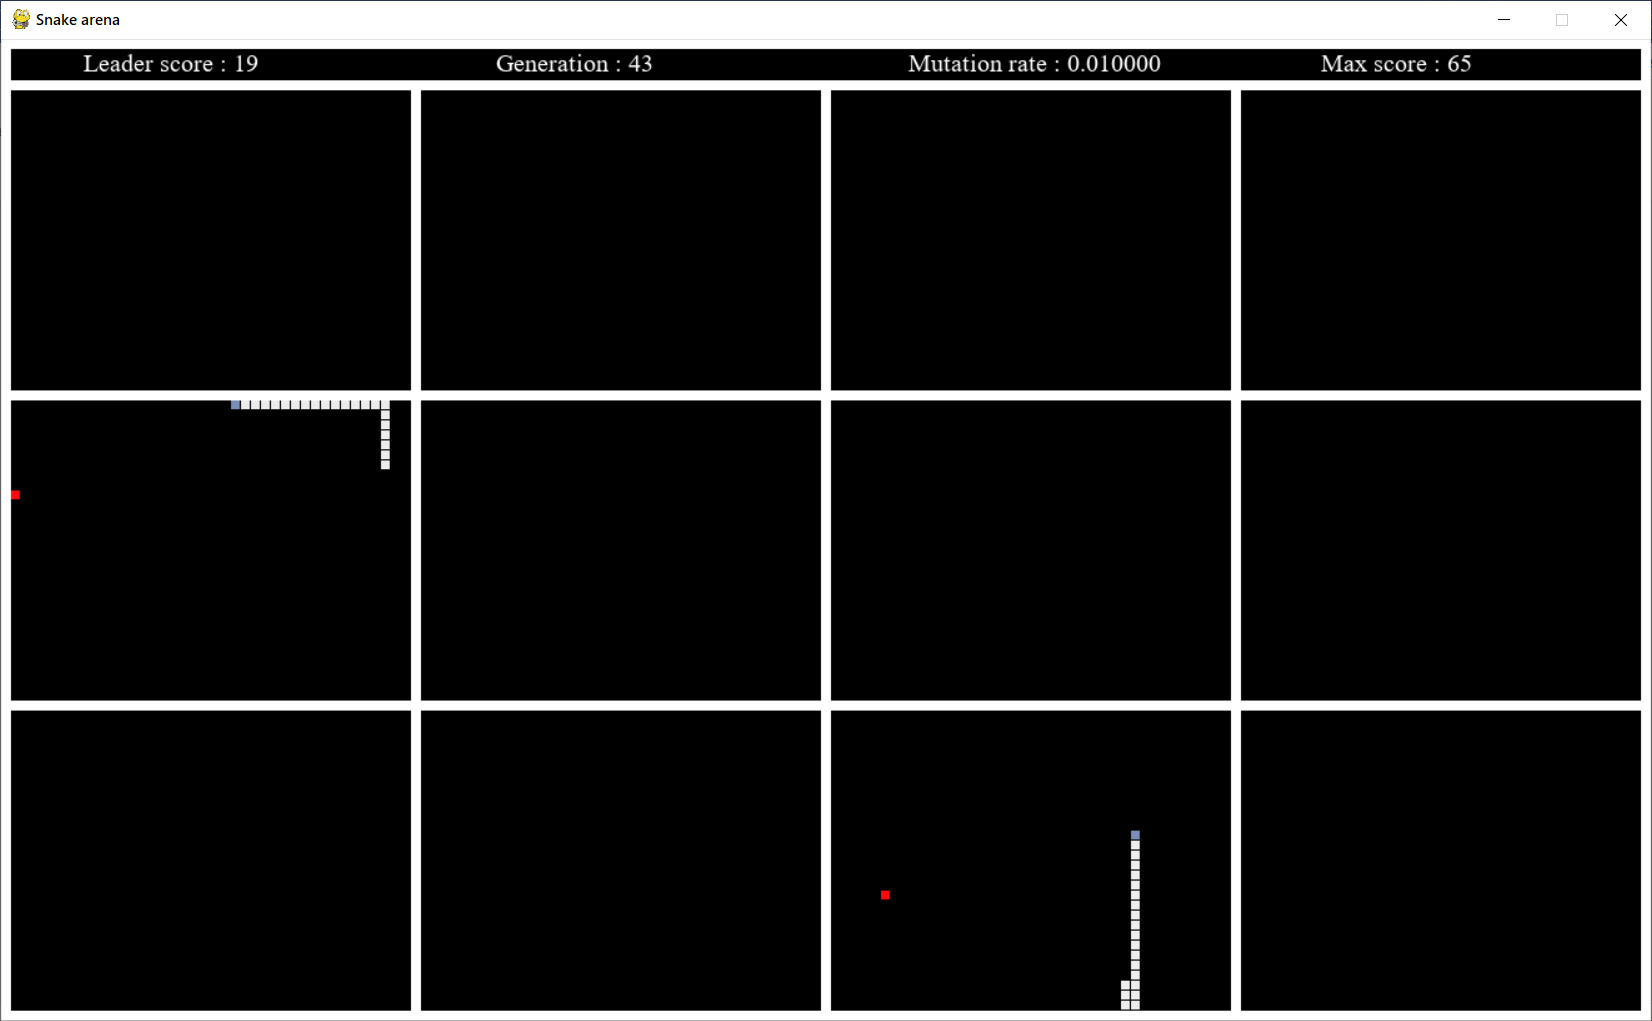 Snake arena
Leader score : 19 Generation : 43 Mutation rate : 0.010000 Max score : 65